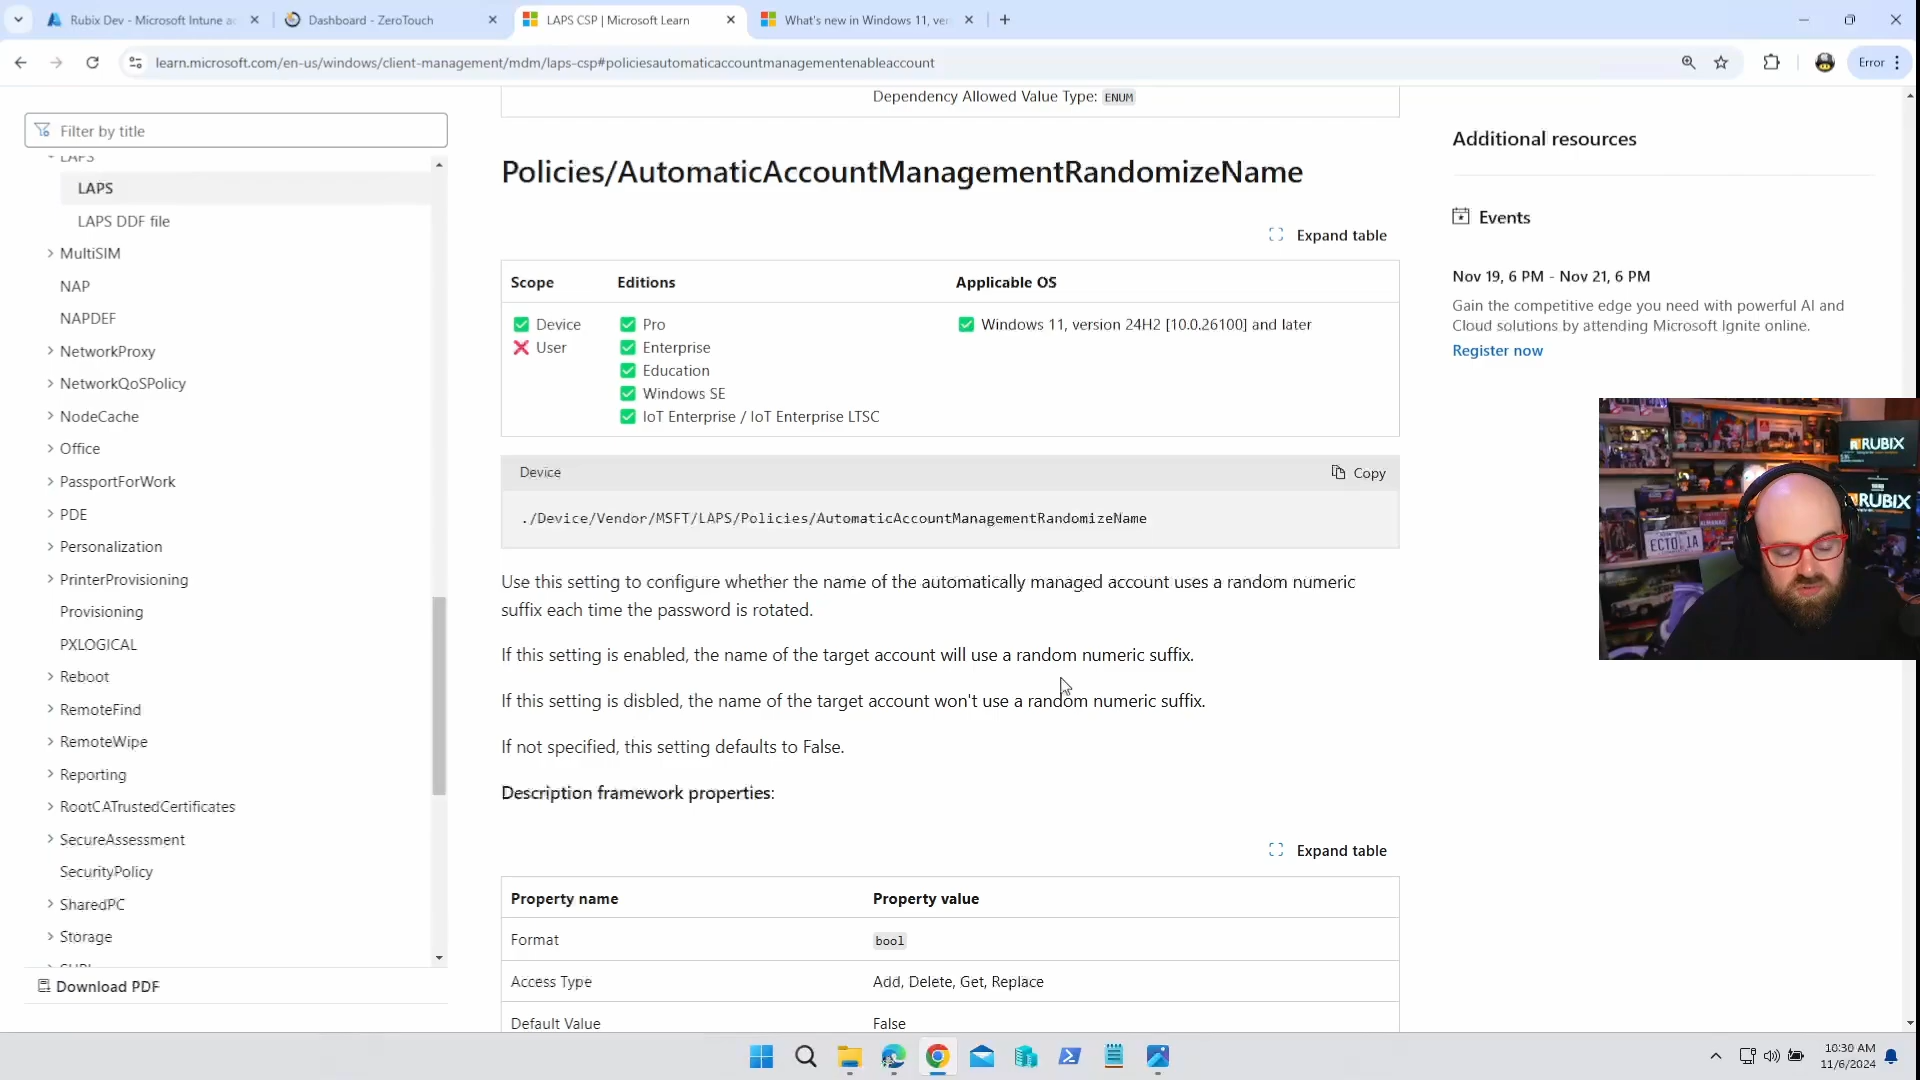 Rubix Dev - Microsoft Intune ad
Dashboard - ZeroTouch
LAPS CSP | Microsoft Learn
What's new in Windows 11, ver
learn.microsoft.com/en-us/windows/client-management/mdm/laps-csp#policiesautomaticaccountmanagementenableaccount
Error
Filter by title
LAPS
LAPS
LAPS DDF file
MultiSIM
NAP
NAPDEF
NetworkProxy
NetworkQoSPolicy
NodeCache
Office
PassportForWork
PDE
Personalization
PrinterProvisioning
Provisioning
PXLOGICAL
Reboot
RemoteFind
RemoteWipe
Reporting
RootCATrustedCertificates
SecureAssessment
SecurityPolicy
SharedPC
Storage
Download PDF
Dependency Allowed Value Type: ENUM
Policies/AutomaticAccountManagementRandomizeName
Expand table
Scope Editions Applicable OS
Device Pro Windows 11, version 24H2 [10.0.26100] and later
User Enterprise
Education
Windows SE
IoT Enterprise / IoT Enterprise LTSC
Device Copy
./Device/Vendor/MSFT/LAPS/Policies/AutomaticAccountManagementRandomizeName
Use this setting to configure whether the name of the automatically managed account uses a random numeric
suffix each time the password is rotated.
If this setting is enabled, the name of the target account will use a random numeric suffix.
If this setting is disbled, the name of the target account won't use a random numeric suffix.
If not specified, this setting defaults to False.
Description framework properties:
Expand table
Property name Property value
Format bool
Access Type Add, Delete, Get, Replace
Default Value False
Additional resources
Events
Nov 19, 6 PM - Nov 21, 6 PM
Gain the competitive edge you need with powerful AI and
Cloud solutions by attending Microsoft Ignite online.
Register now
RUBIX
RUBIX
ALMANAC
ECTO 1A
10:30 AM
11/6/2024